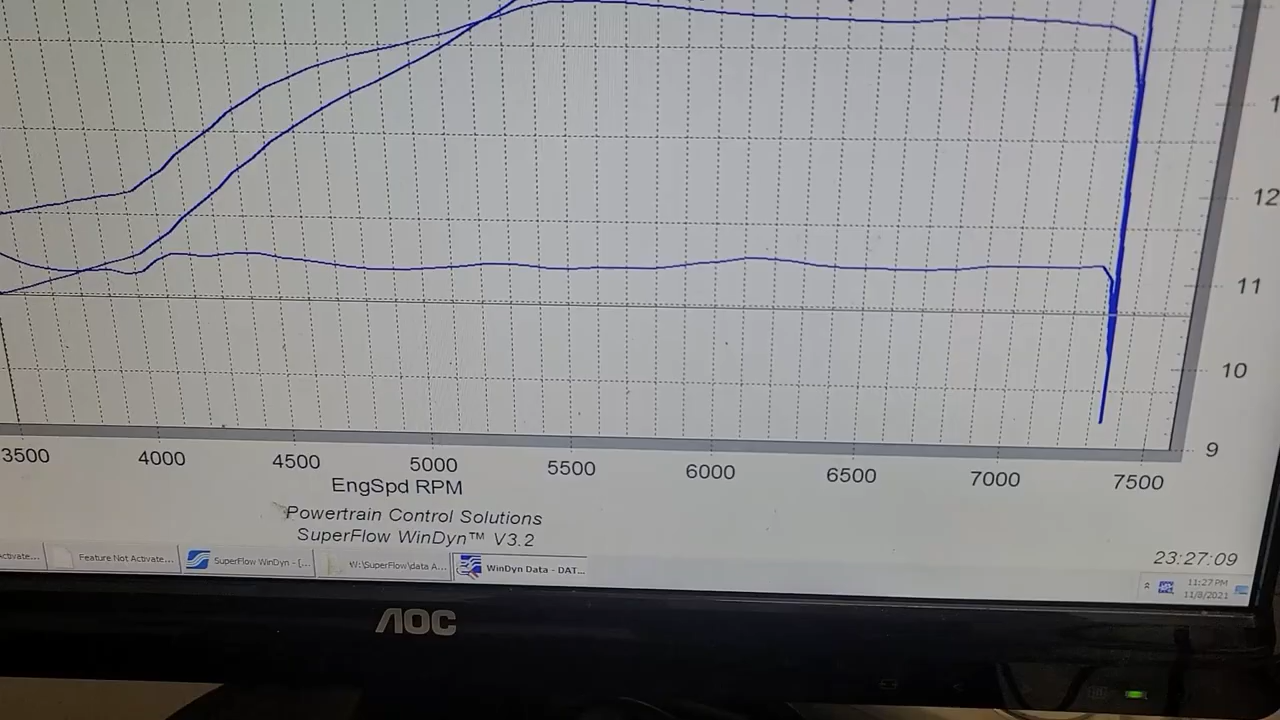 12
11
10
9
3500 4000 4500 5000 5500 6000 6500 7000 7500
EngSpd RPM
Powertrain Control Solutions
SuperFlow WinDyn™ V3.2
23:27:09
Feature Not Activate... SuperFlow WinDyn - [... W:\SuperFlow\data A... WinDyn Data - DAT...
11:27 PM
11/8/2021
AOC